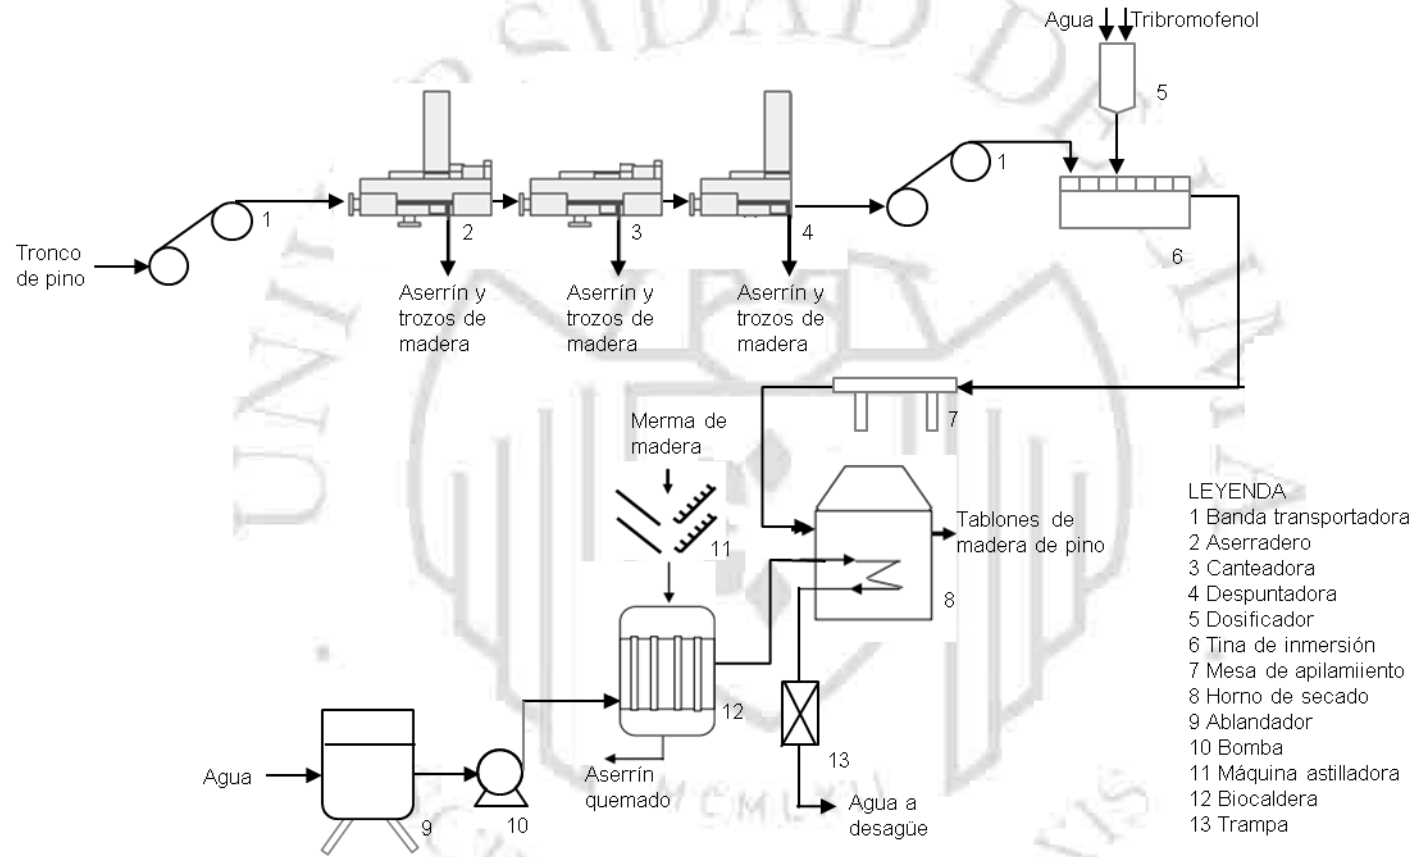 Agua
Tribromofenol
5
1
Tronco
de pino
1
2
3
4
6
Aserrín y
trozos de
madera
Aserrín y
trozos de
madera
Aserrín y
trozos de
madera
7
Merma de
madera
11
Tablones de
madera de pino
8
12
Agua
9
10
Aserrín
quemado
13
Agua a
desagüe
LEYENDA
1 Banda transportadora
2 Aserradero
3 Canteadora
4 Despuntadora
5 Dosificador
6 Tina de inmersión
7 Mesa de apilamiiento
8 Horno de secado
9 Ablandador
10 Bomba
11 Máquina astilladora
12 Biocaldera
13 Trampa